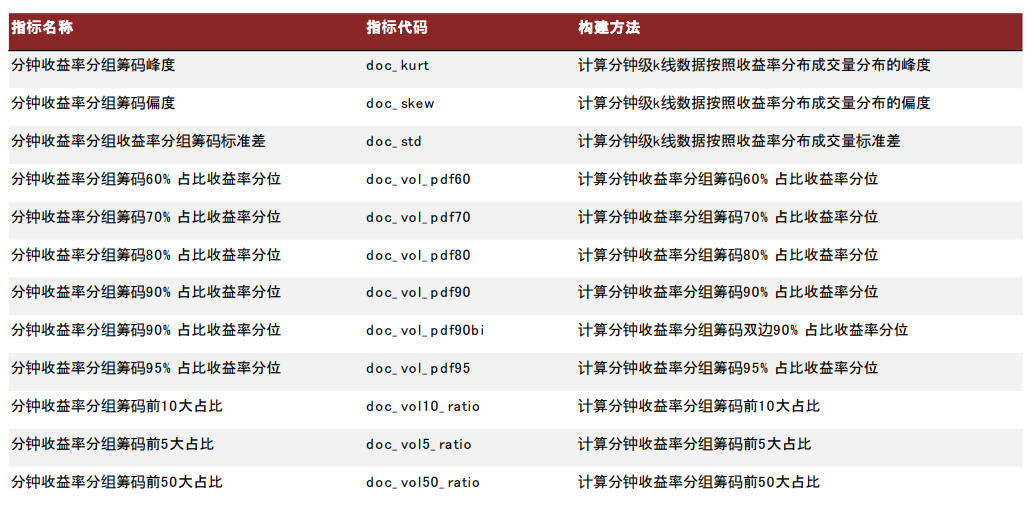 指标名称 指标代码 构建方法
分钟收益率分组筹码峰度 doc_kurt 计算分钟级k线数据按照收益率分布成交量分布的峰度
分钟收益率分组筹码偏度 doc_skew 计算分钟级k线数据按照收益率分布成交量分布的偏度
分钟收益率分组收益率分组筹码标准差 doc_std 计算分钟级k线数据按照收益率分布成交量标准差
分钟收益率分组筹码60% 占比收益率分位 doc_vol_pdf60 计算分钟收益率分组筹码60% 占比收益率分位
分钟收益率分组筹码70% 占比收益率分位 doc_vol_pdf70 计算分钟收益率分组筹码70% 占比收益率分位
分钟收益率分组筹码80% 占比收益率分位 doc_vol_pdf80 计算分钟收益率分组筹码80% 占比收益率分位
分钟收益率分组筹码90% 占比收益率分位 doc_vol_pdf90 计算分钟收益率分组筹码90% 占比收益率分位
分钟收益率分组筹码90% 占比收益率分位 doc_vol_pdf90bi 计算分钟收益率分组筹码双边90% 占比收益率分位
分钟收益率分组筹码95% 占比收益率分位 doc_vol_pdf95 计算分钟收益率分组筹码95% 占比收益率分位
分钟收益率分组筹码前10大占比 doc_vol10_ratio 计算分钟收益率分组筹码前10大占比
分钟收益率分组筹码前5大占比 doc_vol5_ratio 计算分钟收益率分组筹码前5大占比
分钟收益率分组筹码前50大占比 doc_vol50_ratio 计算分钟收益率分组筹码前50大占比